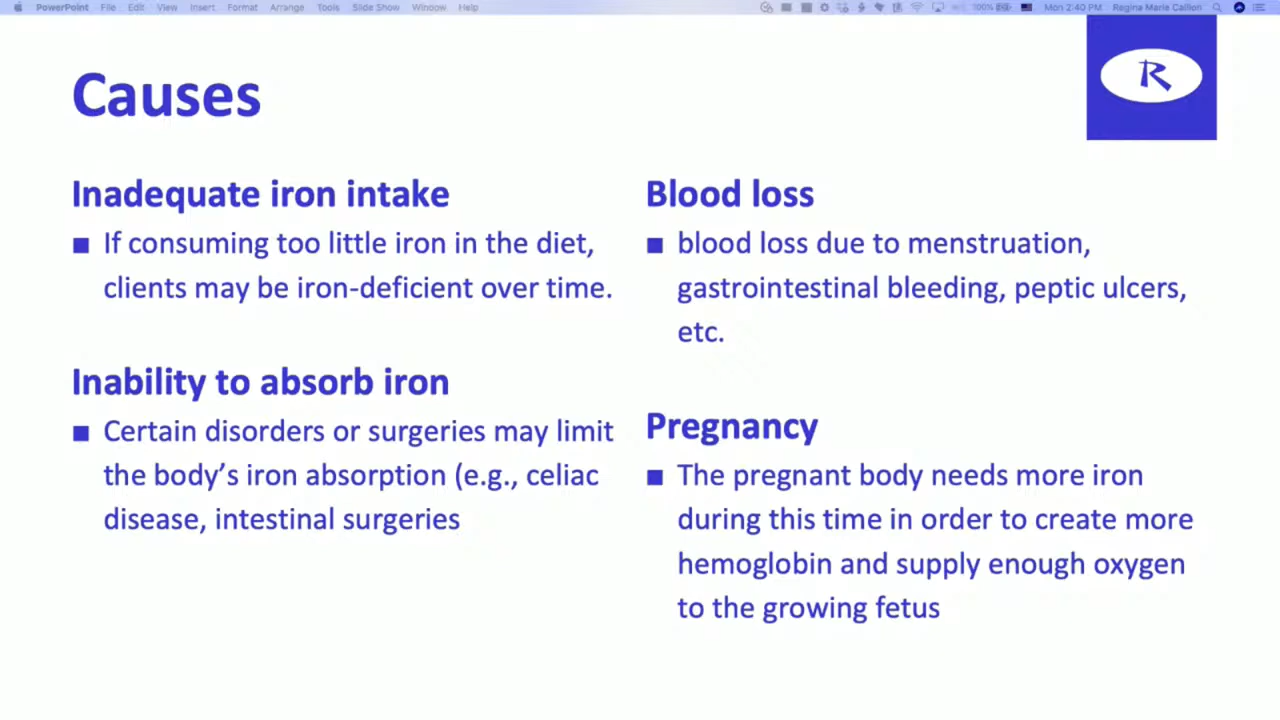 PowerPoint File Edit View Insert Format Arrange Tools Slide Show Window Help 100% Mon 2:40 PM Regina Marie Callion
R
Causes
Inadequate iron intake
■ If consuming too little iron in the diet,
clients may be iron-deficient over time.
Inability to absorb iron
■ Certain disorders or surgeries may limit
the body’s iron absorption (e.g., celiac
disease, intestinal surgeries
Blood loss
■ blood loss due to menstruation,
gastrointestinal bleeding, peptic ulcers,
etc.
Pregnancy
■ The pregnant body needs more iron
during this time in order to create more
hemoglobin and supply enough oxygen
to the growing fetus